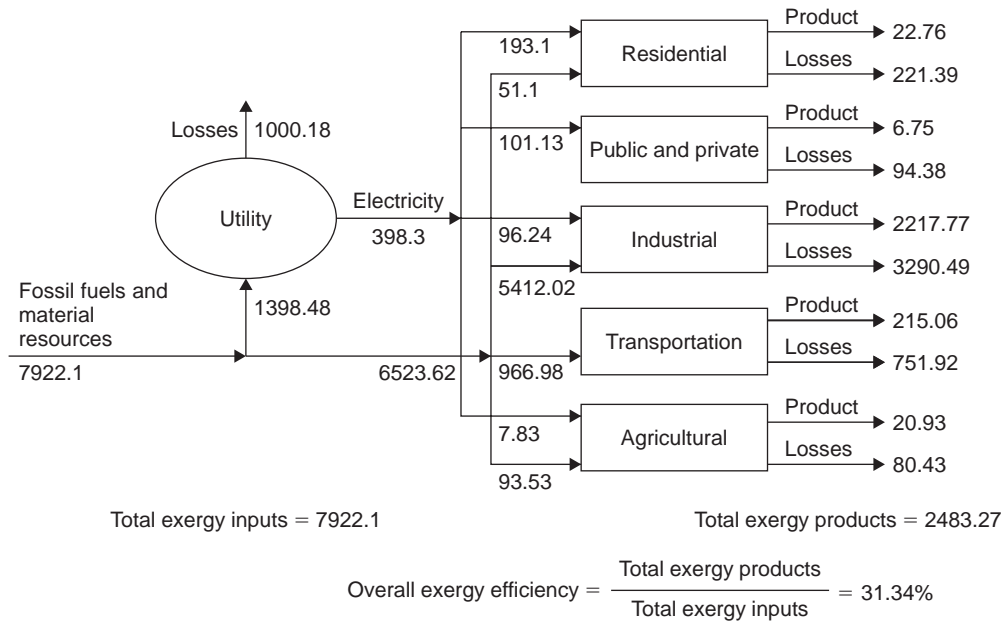 Product
193.1
Residential
22.76
Losses
51.1
221.39
Product
Losses 1000.18
101.13
Public and private
6.75
Losses
94.38
Utility
Electricity
398.3
Product
96.24
Industrial
2217.77
Losses
5412.02
3290.49
Fossil fuels and
material
resources
7922.1
1398.48
6523.62
Product
966.98
Transportation
215.06
Losses
751.92
Product
7.83
Agricultural
20.93
Losses
93.53
80.43
Total exergy inputs = 7922.1
Total exergy products = 2483.27
Overall exergy efficiency = Total exergy products
Total exergy inputs
= 31.34%